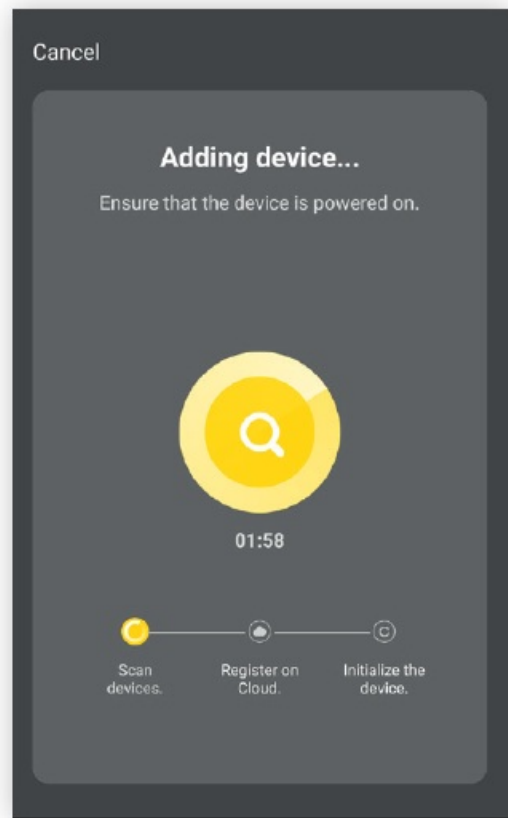 Cancel
Adding device...
Ensure that the device is powered on.
01:58
Scan
devices.
Register on
Cloud.
Initialize the
device.